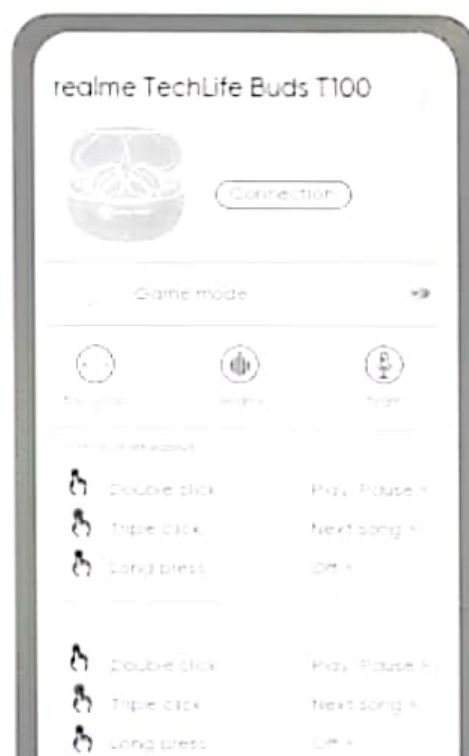 realme TechLife Buds T100
Connection
Game mode
Double click Play/Pause >
Triple click Next song >
Long press Off >
Double click Play/Pause >
Triple click Next song >
Long press Off >